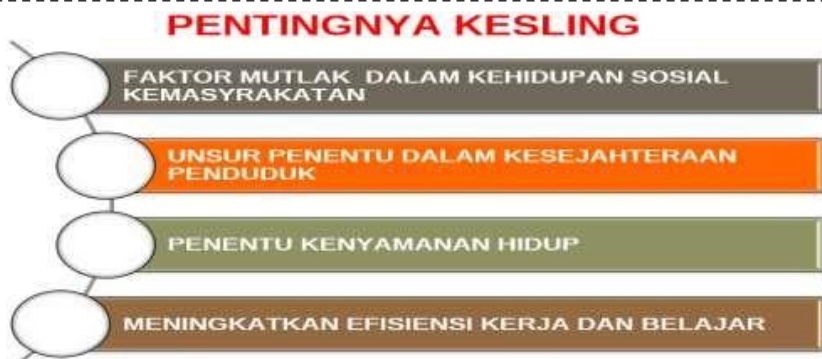 PENTINGNYA KESLING
FAKTOR MUTLAK DALAM KEHIDUPAN SOSIAL
KEMASYRAKATAN
UNSUR PENENTU DALAM KESEJAHTERAAN
PENDUDUK
PENENTU KENYAMANAN HIDUP
MENINGKATKAN EFISIENSI KERJA DAN BELAJAR